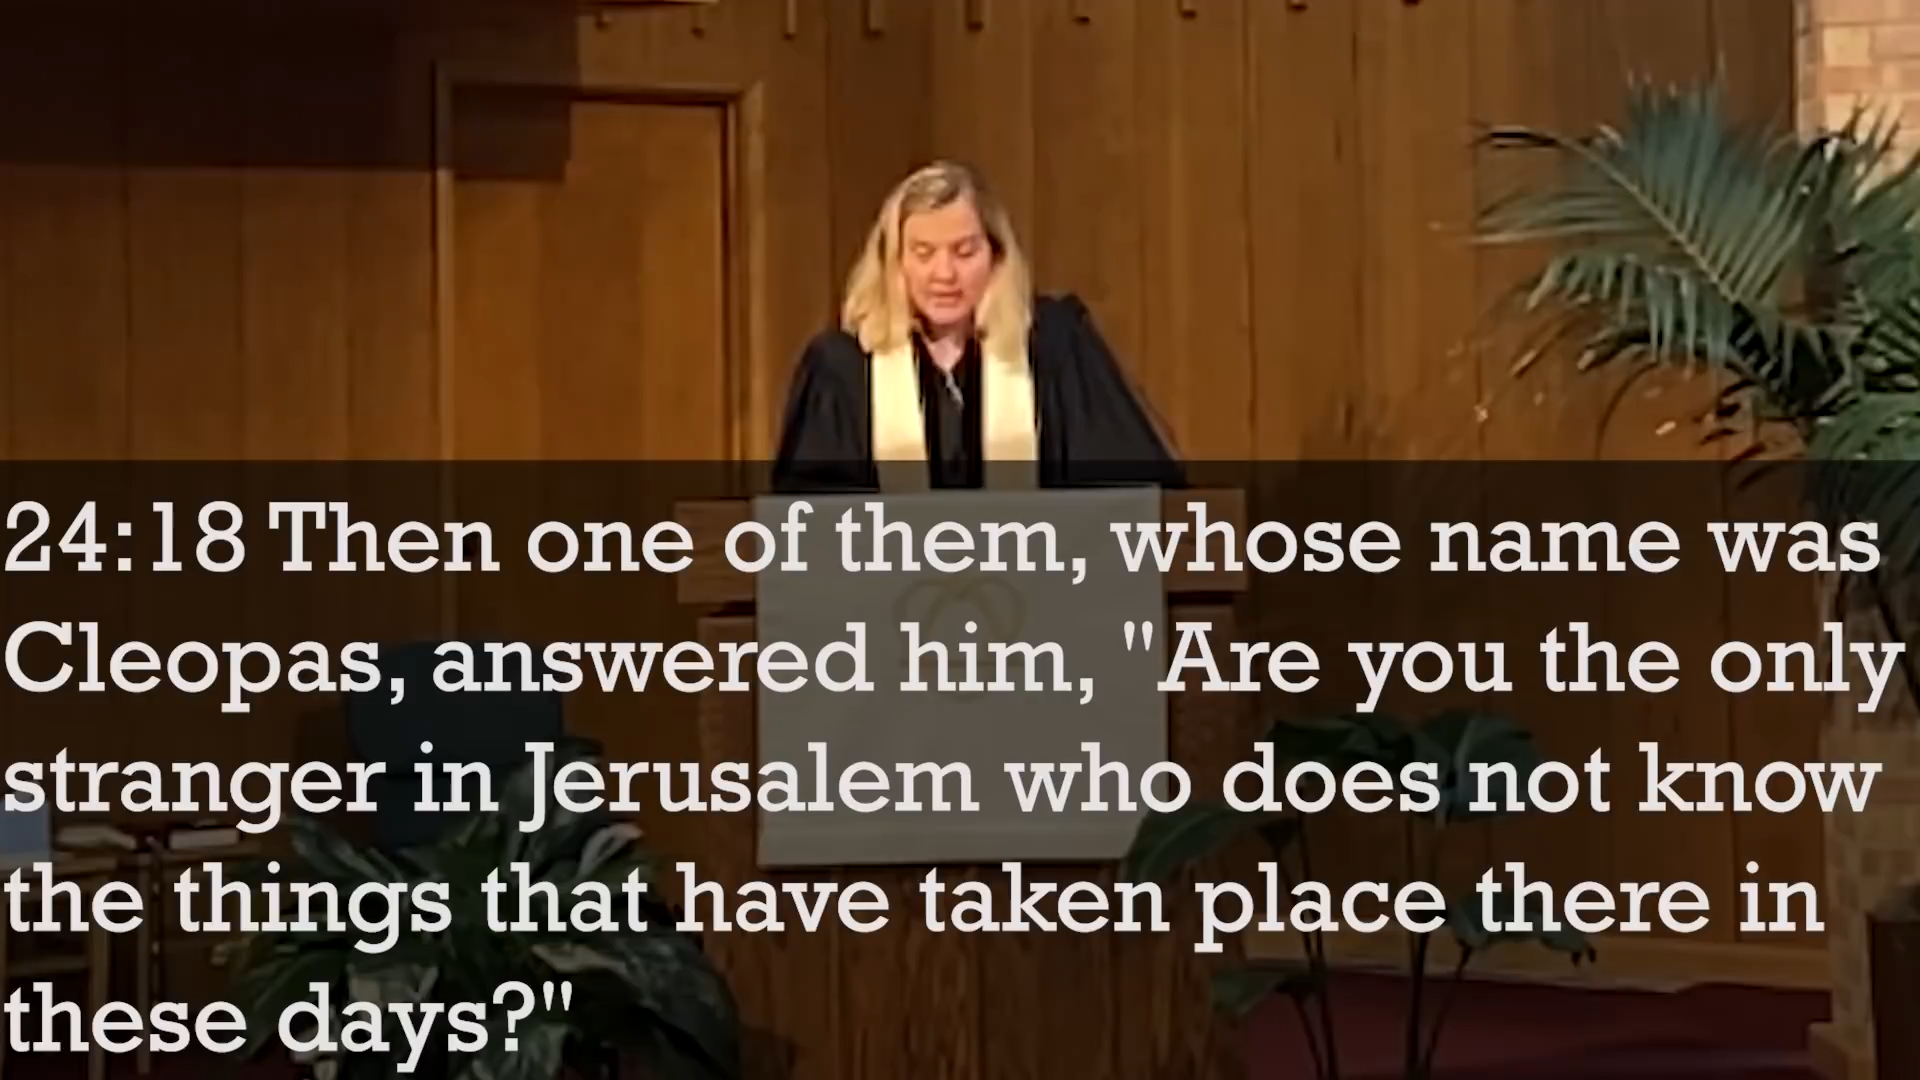 24:18 Then one of them, whose name was
Cleopas, answered him, "Are you the only
stranger in Jerusalem who does not know
the things that have taken place there in
these days?"